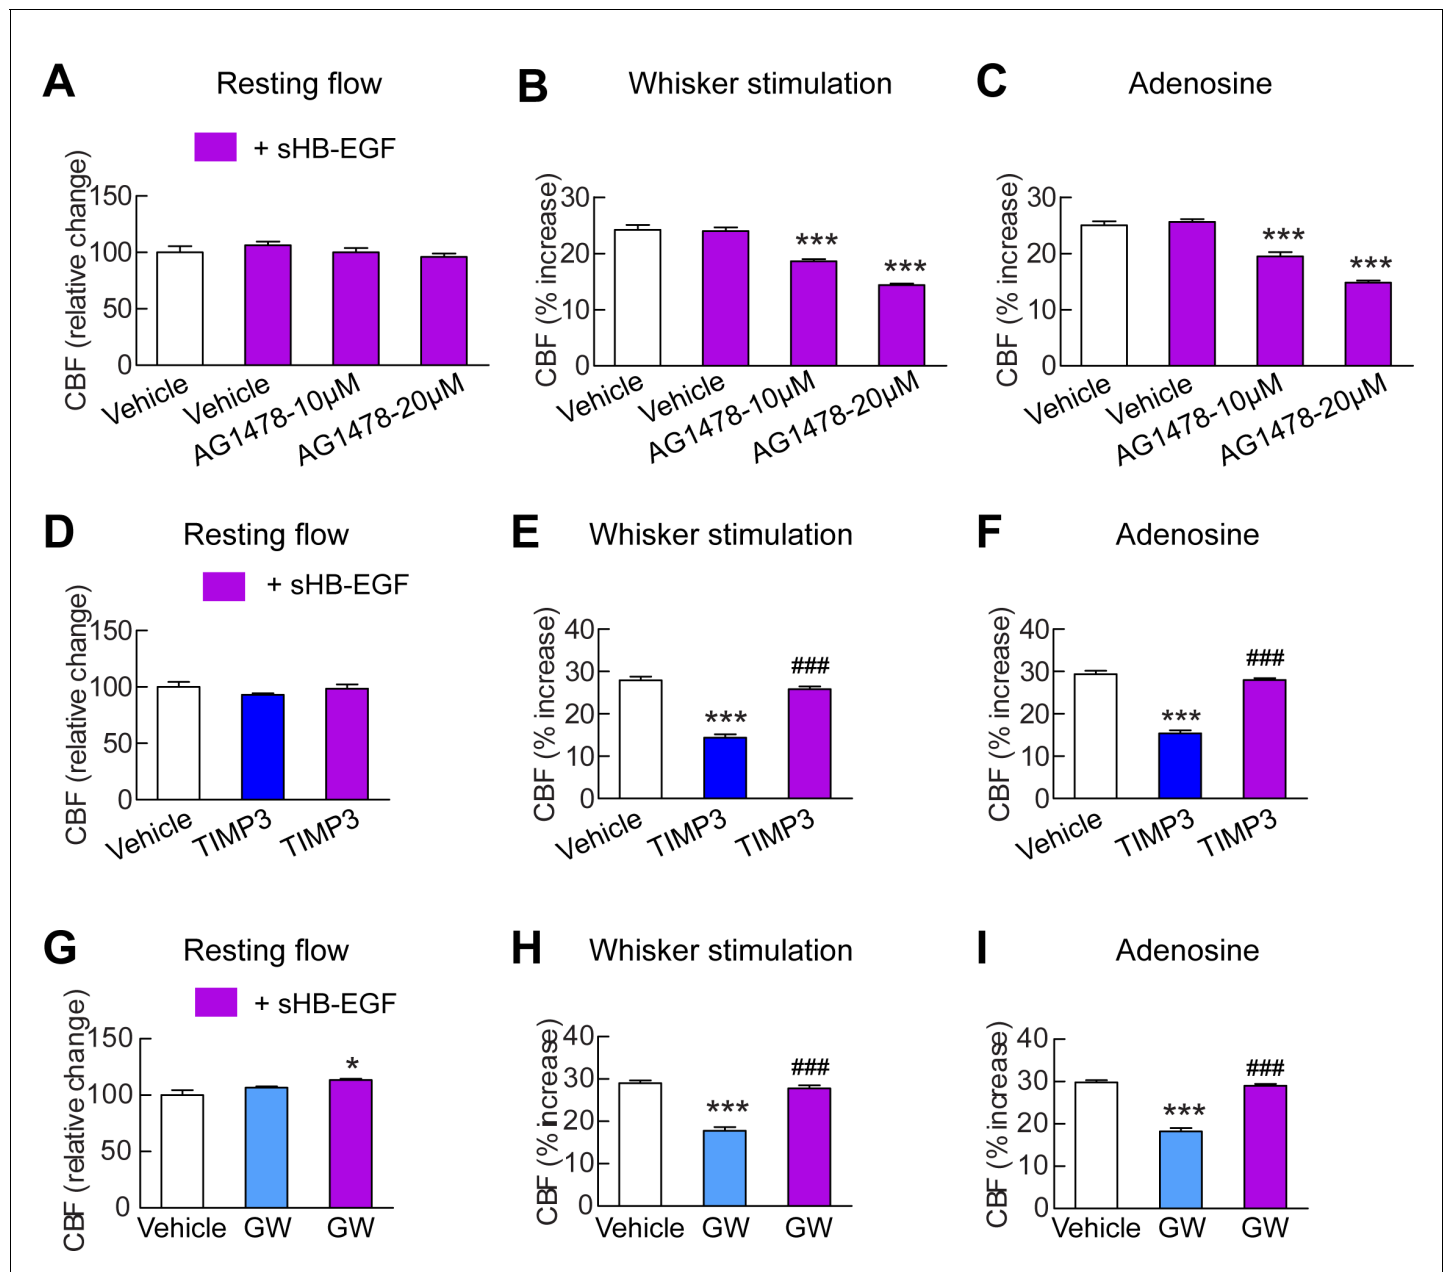 A Resting flow
+ sHB-EGF
CBF (relative change)
150
100
50
0
Vehicle
Vehicle
AG1478-10µM
AG1478-20µM
B Whisker stimulation
CBF (% increase)
30
20
10
0
***
***
Vehicle
Vehicle
AG1478-10µM
AG1478-20µM
C Adenosine
CBF (% increase)
30
20
10
0
***
***
Vehicle
Vehicle
AG1478-10µM
AG1478-20µM
D Resting flow
+ sHB-EGF
CBF (relative change)
150
100
50
0
Vehicle
TIMP3
TIMP3
E Whisker stimulation
CBF (% increase)
40
30
20
10
0
***
###
Vehicle
TIMP3
TIMP3
F Adenosine
CBF (% increase)
40
30
20
10
0
***
###
Vehicle
TIMP3
TIMP3
G Resting flow
+ sHB-EGF
CBF (relative change)
150
100
50
0
*
Vehicle GW GW
H Whisker stimulation
CBF (% increase)
40
30
20
10
0
***
###
Vehicle GW GW
I Adenosine
CBF (% increase)
40
30
20
10
0
***
###
Vehicle GW GW